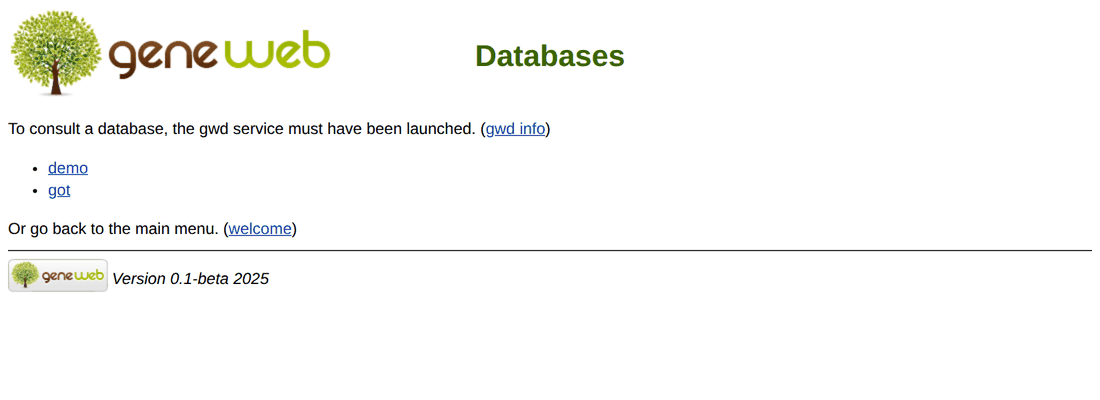 geneweb
Databases
To consult a database, the gwd service must have been launched. (gwd info)
demo
got
Or go back to the main menu. (welcome)
geneweb Version 0.1-beta 2025